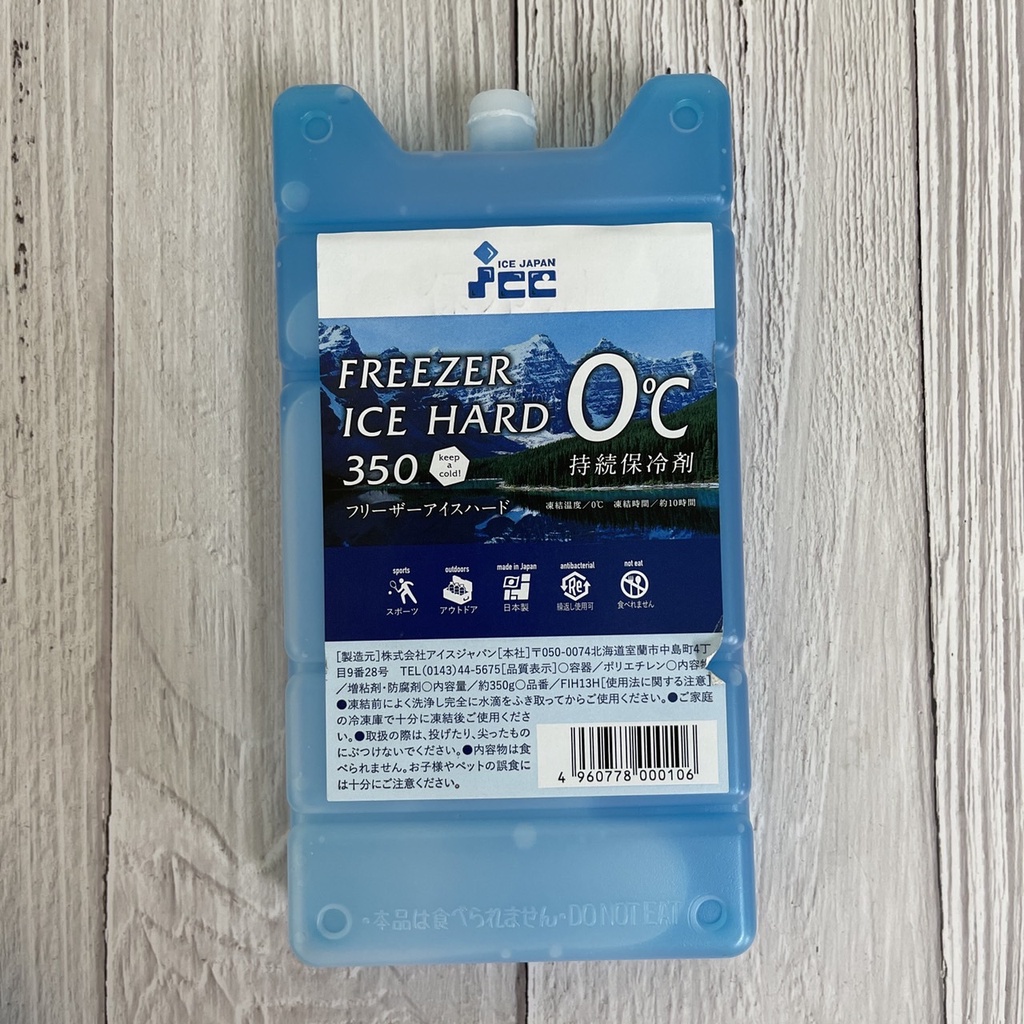 ICE JAPAN
ice
FREEZER
ICE HARD
0℃
350
keep
a
cold!
持続保冷剤
フリーザーアイスハード
凍結温度/0℃ 凍結時間/約10時間
sports
outdoors
made in Japan
antibacterial
not eat
Re
スポーツ
アウトドア
日本製
繰返し使用可
食べれません
[製造元]株式会社アイスジャパン[本社]〒050-0074北海道室蘭市中島町4丁
目9番28号 TEL(0143)44-5675[品質表示]○容器/ポリエチレン○内容物
/増粘剤・防腐剤○内容量/約350g○品番/FIH13H[使用法に関する注意]
●凍結前によく洗浄し完全に水滴をふき取ってからご使用ください。●ご家庭
の冷凍庫で十分に凍結後ご使用くださ
い。●取扱の際は、投げたり、尖ったもの
にぶつけないでください。●内容物は食
べられません。お子様やペットの誤食に
は十分にご注意ください。
4 960778 000106
-本品は食べられません-DO NOT EAT